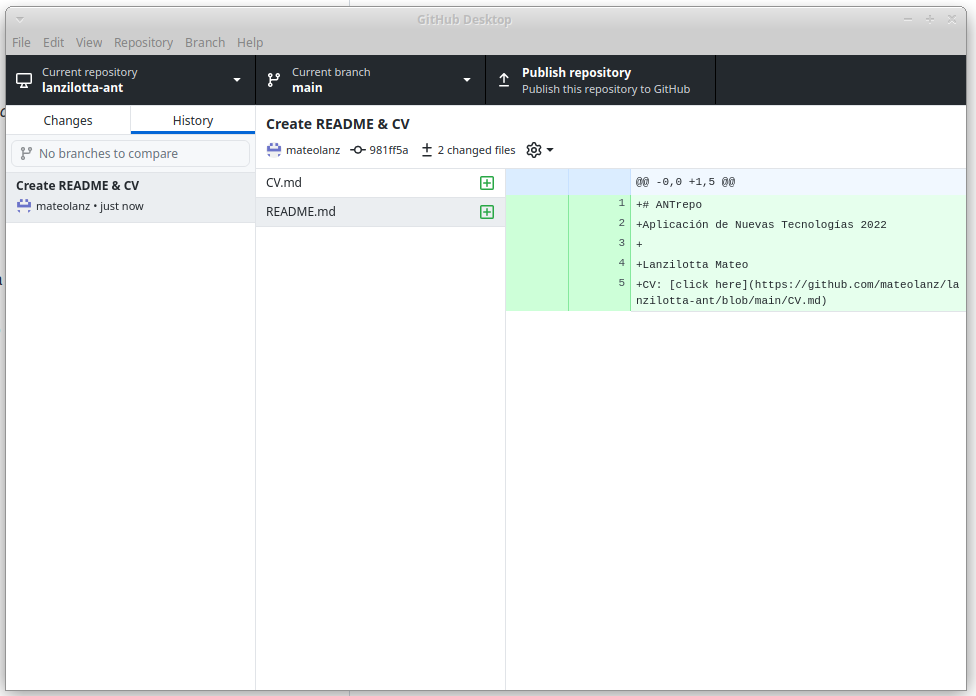 GitHub Desktop
File Edit View Repository Branch Help
Current repository
lanzilotta-ant
Current branch
main
Publish repository
Publish this repository to GitHub
Changes
History
No branches to compare
Create README & CV
mateolanz • just now
Create README & CV
mateolanz 981ff5a 2 changed files
CV.md
README.md
@@ -0,0 +1,5 @@
1 +# ANTrepo
2 +Aplicación de Nuevas Tecnologías 2022
3 +
4 +Lanzilotta Mateo
5 +CV: [click here](https://github.com/mateolanz/la
nzilotta-ant/blob/main/CV.md)